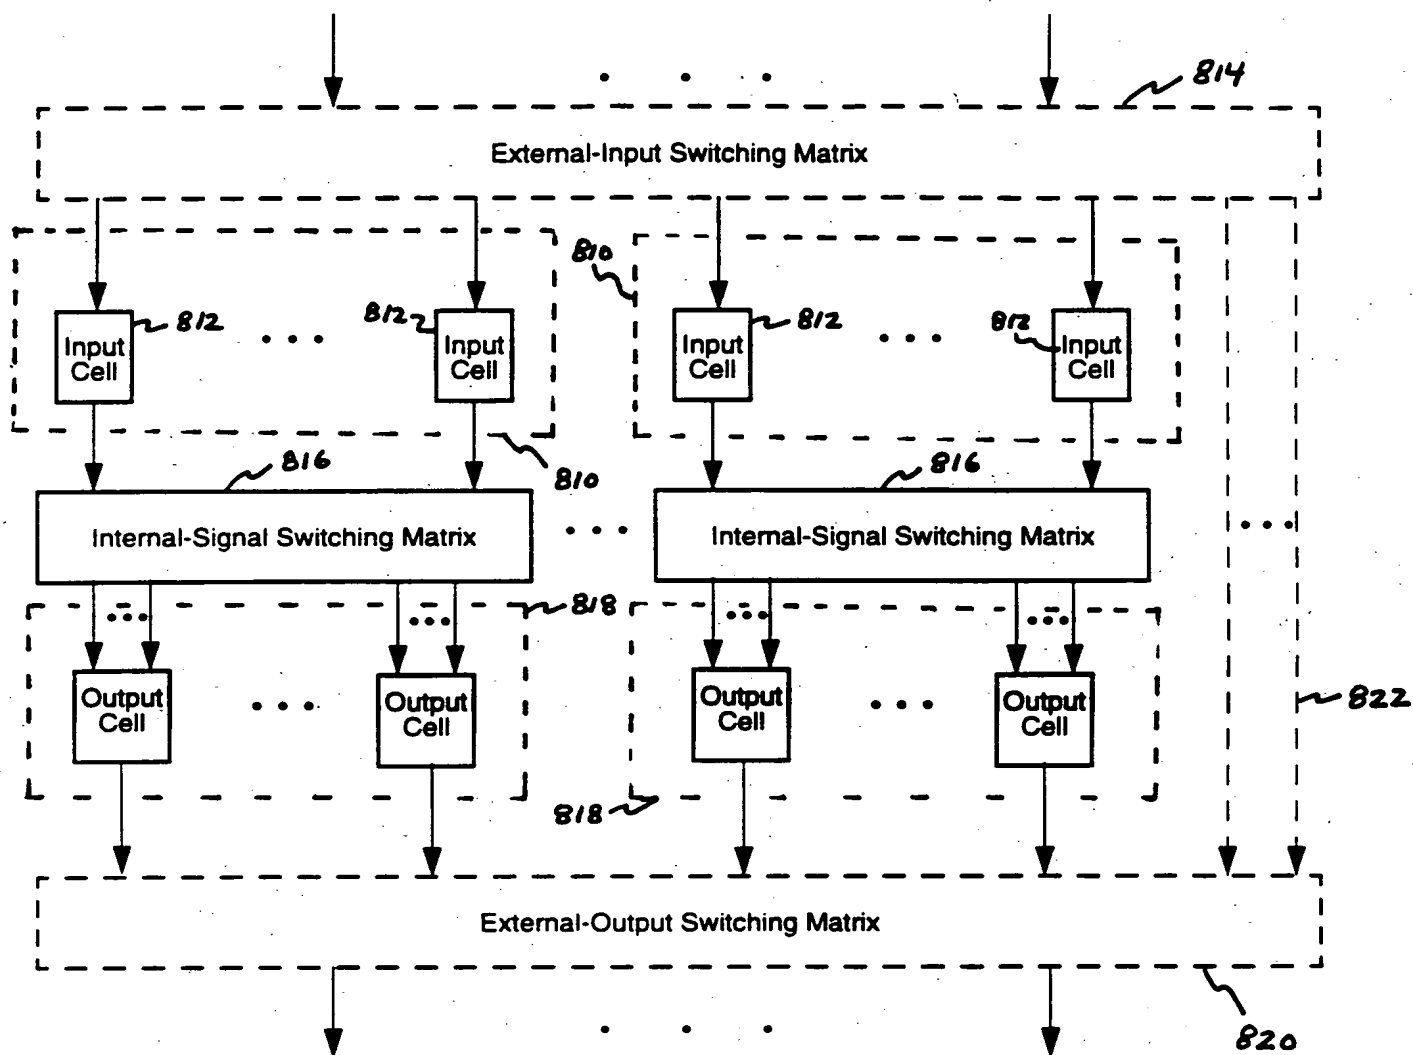 814
External-Input Switching Matrix
810
812
812
812
812
Input
Cell
Input
Cell
Input
Cell
Input
Cell
816
810
816
Internal-Signal Switching Matrix
Internal-Signal Switching Matrix
818
Output
Cell
Output
Cell
Output
Cell
Output
Cell
822
818
External-Output Switching Matrix
820